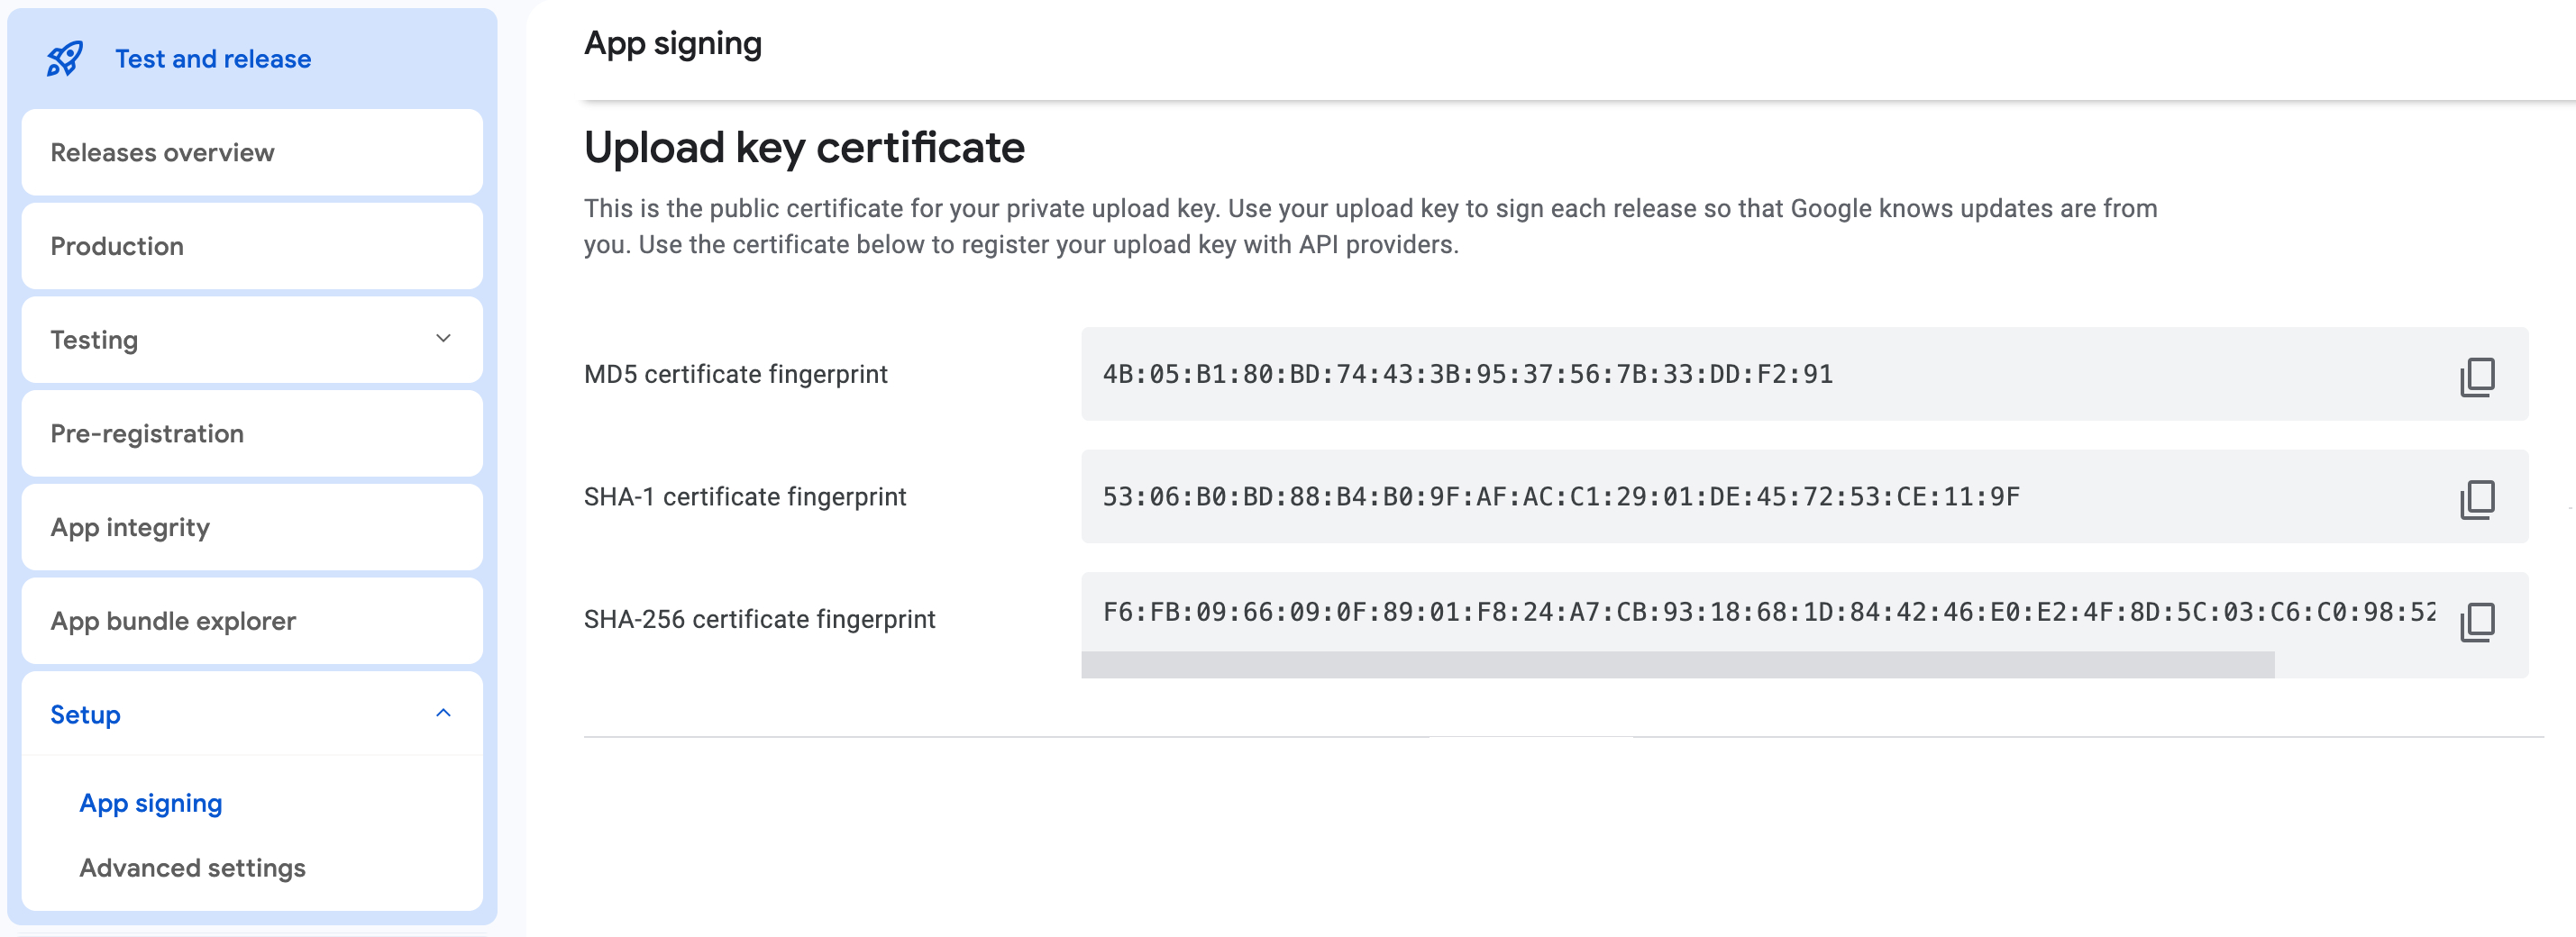 Test and release
Releases overview
Production
Testing
Pre-registration
App integrity
App bundle explorer
Setup
App signing
Advanced settings
App signing
Upload key certificate
This is the public certificate for your private upload key. Use your upload key to sign each release so that Google knows updates are from
you. Use the certificate below to register your upload key with API providers.
MD5 certificate fingerprint
4B:05:B1:80:BD:74:43:3B:95:37:56:7B:33:DD:F2:91
SHA-1 certificate fingerprint
53:06:B0:BD:88:B4:B0:9F:AF:AC:C1:29:01:DE:45:72:53:CE:11:9F
SHA-256 certificate fingerprint
F6:FB:09:66:09:0F:89:01:F8:24:A7:CB:93:18:68:1D:84:42:46:E0:E2:4F:8D:5C:03:C6:C0:98:52